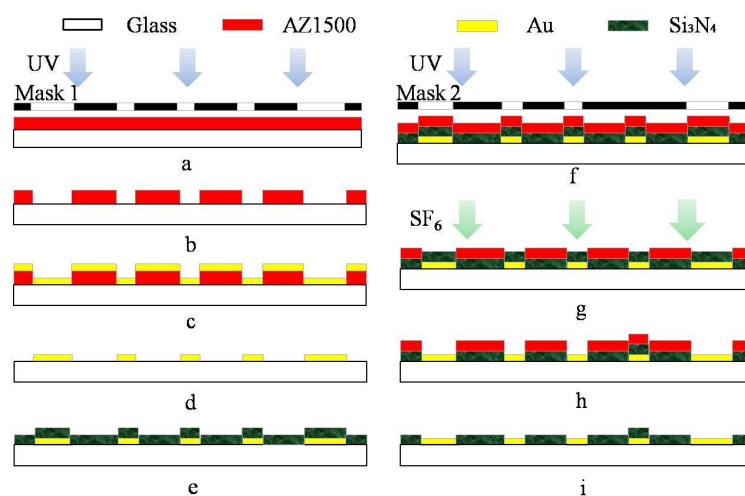 Glass AZ1500 Au Si₃N₄
UV UV
Mask 1 Mask 2
a
f
b
SF₆
c
g
d
h
e
i